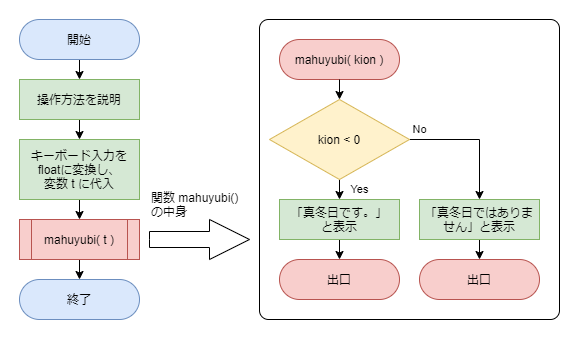 開始
操作方法を説明
キーボード入力を
floatに変換し、
変数 t に代入
mahuyubi( t )
終了
関数 mahuyubi()
の中身
mahuyubi( kion )
kion < 0
No
Yes
「真冬日です。」
と表示
「真冬日ではありま
せん」と表示
出口
出口